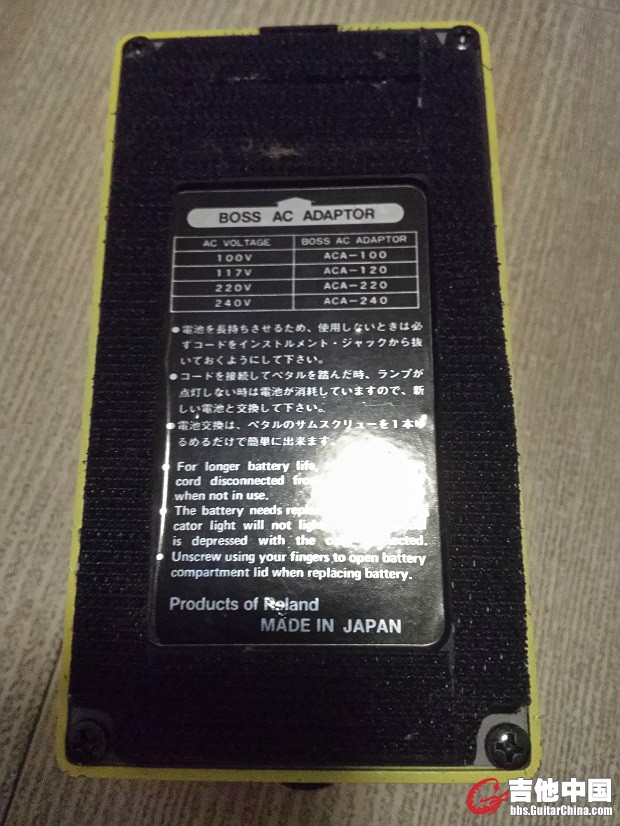 BOSS AC ADAPTOR
AC VOLTAGE BOSS AC ADAPTOR
100V ACA-100
117V ACA-120
220V ACA-220
240V ACA-240
●電池を長持ちさせるため、使用しないときは必
ずコードをインストルメント・ジャックから抜
いておくようにして下さい。
●コードを接続してペタルを踏んだ時、ランプが
点灯しない時は電池が消耗していますので、新
しい電池と交換して下さい。
●電池交換は、ペタルのサムスクリューを1本ゆ
るめるだけで簡単に出来ます。
● For longer battery life,
cord disconnected
when not in use.
● The battery needs
cator light will not
is depressed with the
● Unscrew using your fingers to open battery
compartment lid when replacing battery.
Products of Roland
MADE IN JAPAN
吉他中国
bbs.GuitarChina.com